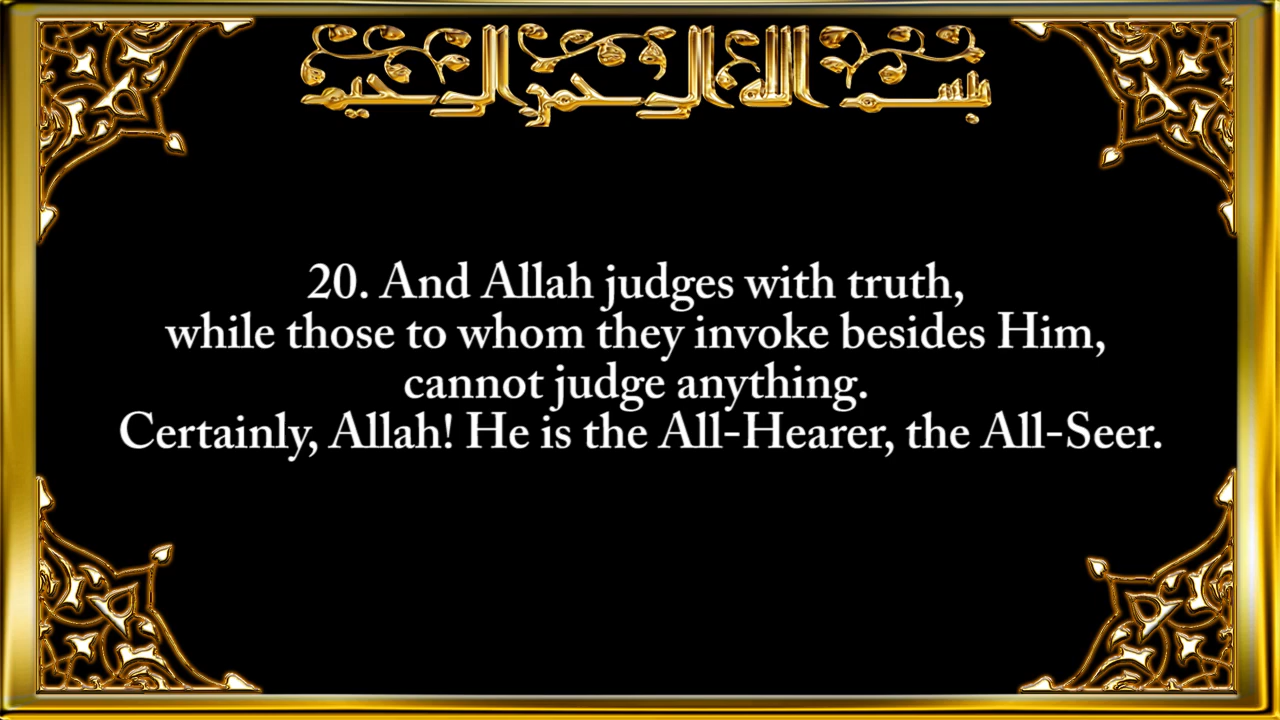 بسم الله الرحمن الرحيم
20. And Allah judges with truth,
while those to whom they invoke besides Him,
cannot judge anything.
Certainly, Allah! He is the All-Hearer, the All-Seer.